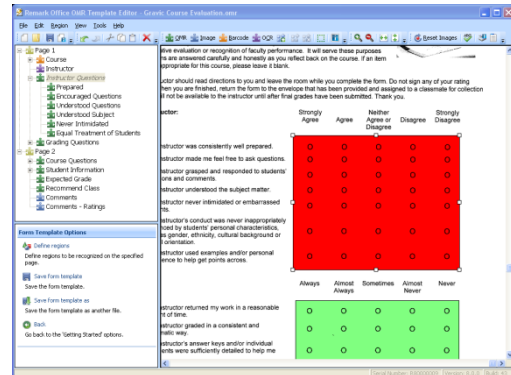 Remark Office OMR Template Editor - Gravic Course Evaluation.omr
File Edit Region View Tools Help
OMR Image Barcode OCR Reset Images
Page 1
Course
Instructor
Instructor Questions
Prepared
Encouraged Questions
Understood Questions
Understood Subject
Never Intimidated
Equal Treatment of Students
Grading Questions
Page 2
Course Questions
Student Information
Expected Grade
Recommend Class
Comments
Comments - Ratings
Form Template Options
Define regions
Define regions to be recognized on the specified
page.
Save form template
Save the form template.
Save form template as
Save the form template as another file.
Back
Go back to the 'Getting Started' options.
ative evaluation or recognition of faculty performance. It will serve these purposes
ns are answered carefully and honestly as you reflect back on the course. If an item
appropriate for this course, please leave it blank.
uctor should read directions to you and leave the room while you complete the form. Do not sign any of your rating
hen you are finished, return the form to the envelope that has been provided and assigned to a classmate for collection
ill not be available to the instructor until after final grades have been submitted. Thank you.
uctor:
Strongly Agree
Agree
Neither Agree or Disagree
Disagree
Strongly Disagree
nstructor was consistently well prepared.
nstructor made me feel free to ask questions.
nstructor grasped and responded to students'
ions and comments.
nstructor understood the subject matter.
nstructor never intimidated or embarrassed
nts.
nstructor's conduct was never inappropriately
nced by students' personal characteristics,
as gender, ethnicity, cultural background or
l orientation.
nstructor used examples and/or personal
ience to help get points across.
Always
Almost Always
Sometimes
Almost Never
Never
nstructor returned my work in a reasonable
nt of time.
nstructor graded in a consistent and
matic way.
nstructor's answer keys and/or individual
ents were sufficiently detailed to help me